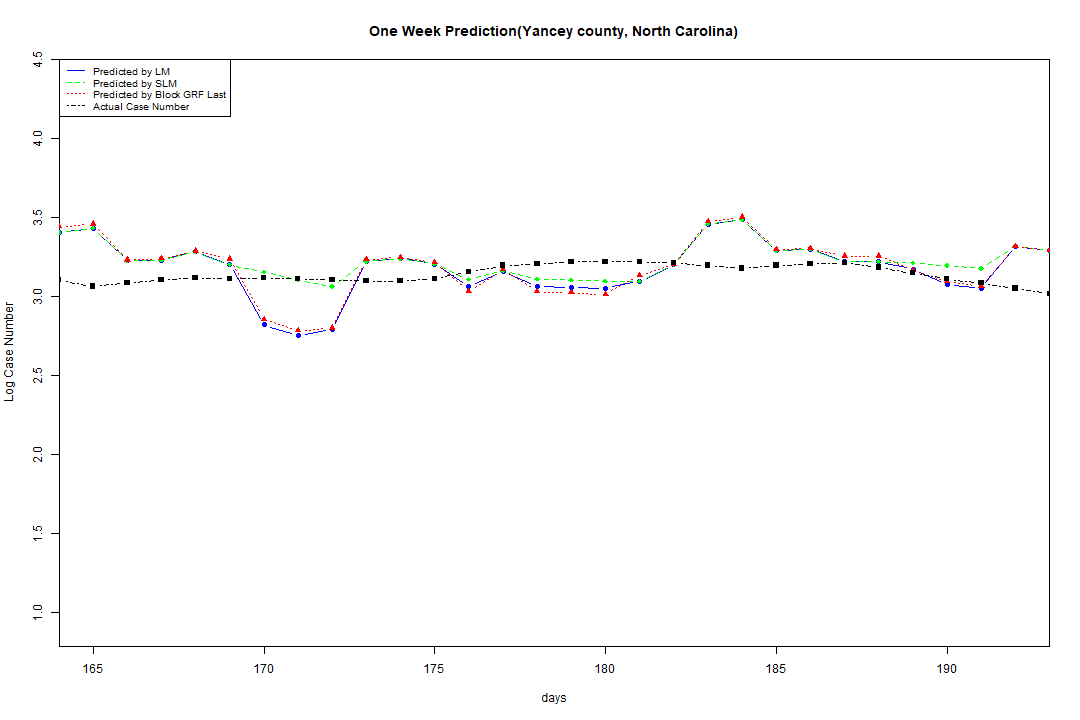 One Week Prediction(Yancey county, North Carolina)
Predicted by LM
Predicted by SLM
Predicted by Block GRF Last
Actual Case Number
Log Case Number
4.5
4.0
3.5
3.0
2.5
2.0
1.5
1.0
165 170 175 180 185 190
days